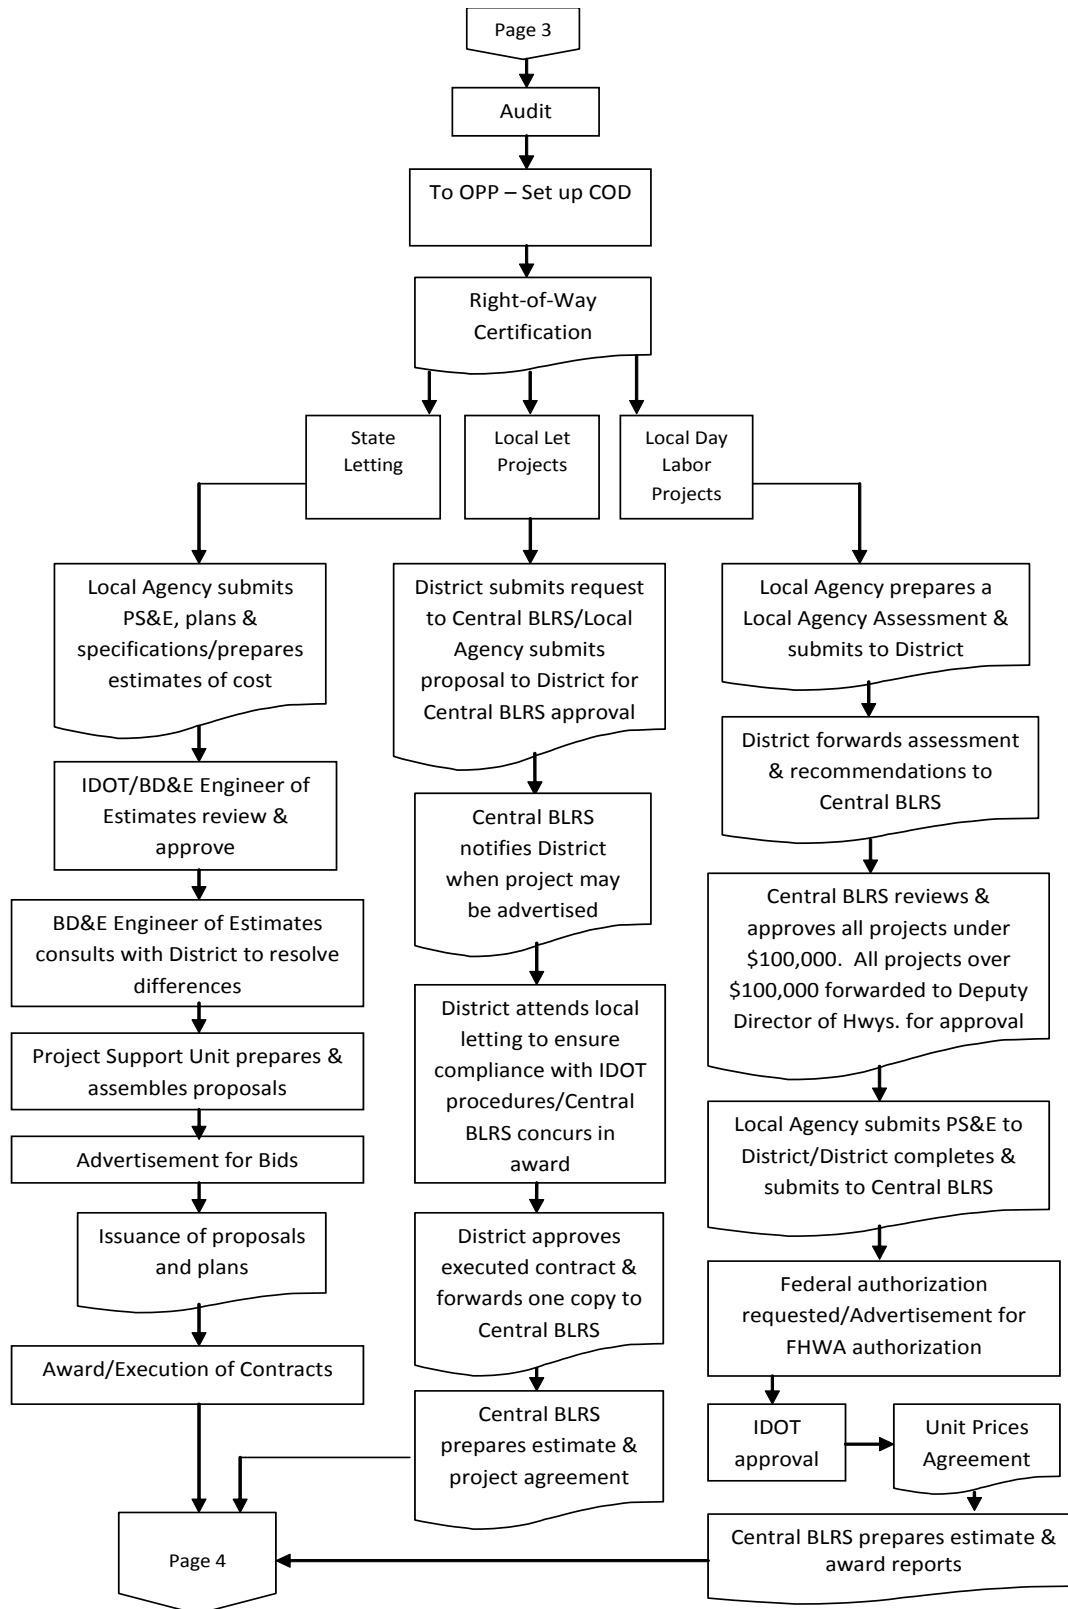 Page 3
Audit
To OPP – Set up COD
Right-of-Way
Certification
State
Letting
Local Let
Projects
Local Day
Labor
Projects
Local Agency submits
PS&E, plans &
specifications/prepares
estimates of cost
IDOT/BD&E Engineer of
Estimates review &
approve
BD&E Engineer of Estimates
consults with District to resolve
differences
Project Support Unit prepares &
assembles proposals
Advertisement for Bids
Issuance of proposals
and plans
Award/Execution of Contracts
District submits request
to Central BLRS/Local
Agency submits
proposal to District for
Central BLRS approval
Central BLRS
notifies District
when project may
be advertised
District attends local
letting to ensure
compliance with IDOT
procedures/Central
BLRS concurs in
award
District approves
executed contract &
forwards one copy to
Central BLRS
Central BLRS
prepares estimate &
project agreement
Local Agency prepares a
Local Agency Assessment &
submits to District
District forwards assessment
& recommendations to
Central BLRS
Central BLRS reviews &
approves all projects under
$100,000.  All projects over
$100,000 forwarded to Deputy
Director of Hwys. for approval
Local Agency submits PS&E to
District/District completes &
submits to Central BLRS
Federal authorization
requested/Advertisement for
FHWA authorization
IDOT
approval
Unit Prices
Agreement
Central BLRS prepares estimate &
award reports
Page 4